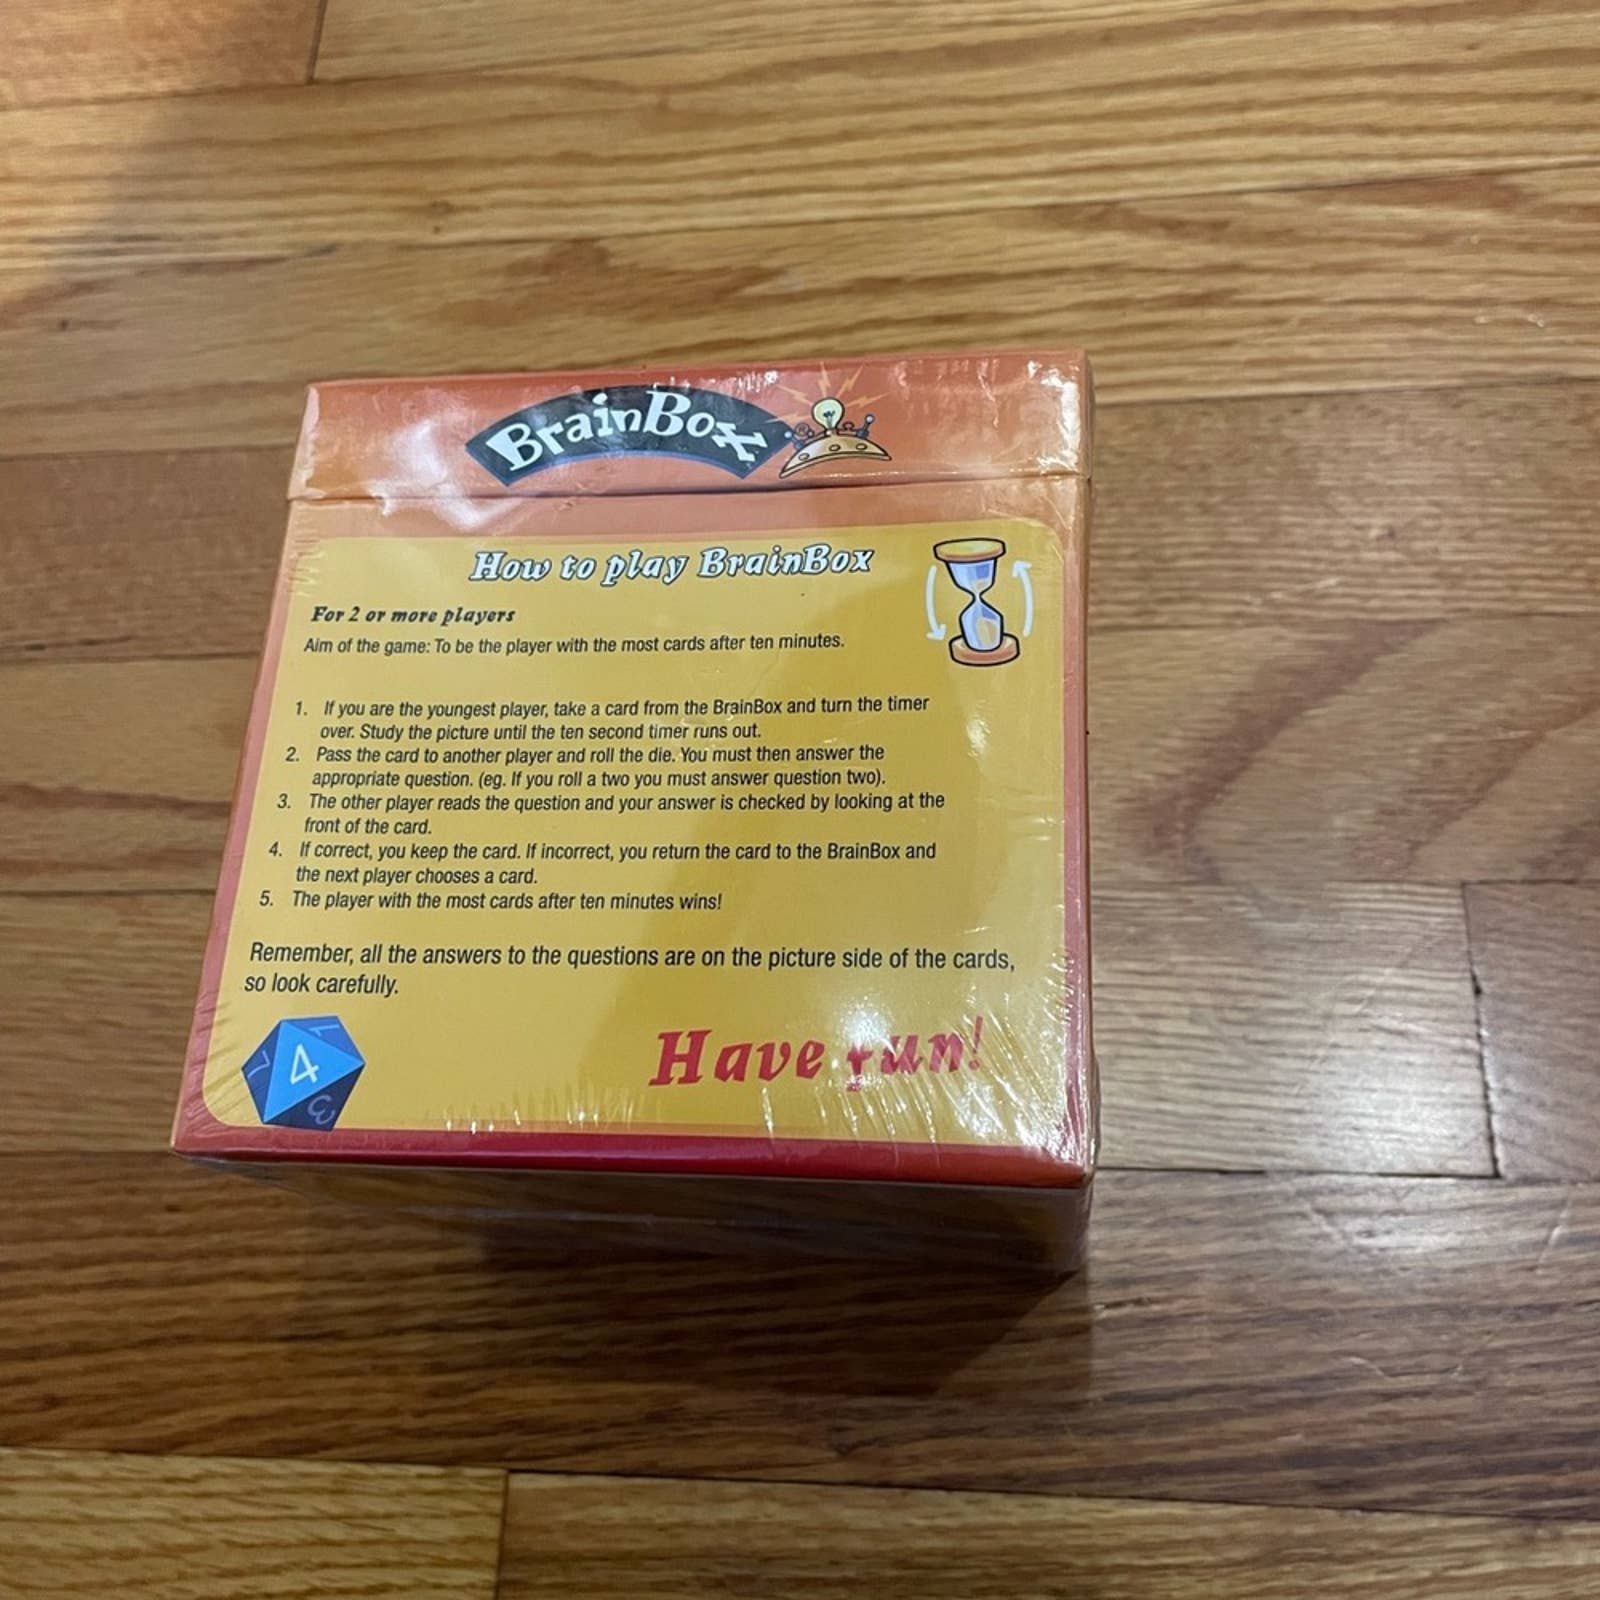 BrainBox
How to play BrainBox
For 2 or more players
Aim of the game: To be the player with the most cards after ten minutes.
1. If you are the youngest player, take a card from the BrainBox and turn the timer
over. Study the picture until the ten second timer runs out.
2. Pass the card to another player and roll the die. You must then answer the
appropriate question. (eg. If you roll a two you must answer question two).
3. The other player reads the question and your answer is checked by looking at the
front of the card.
4. If correct, you keep the card. If incorrect, you return the card to the BrainBox and
the next player chooses a card.
5. The player with the most cards after ten minutes wins!
Remember, all the answers to the questions are on the picture side of the cards,
so look carefully.
1
7 4
3
Have fun!